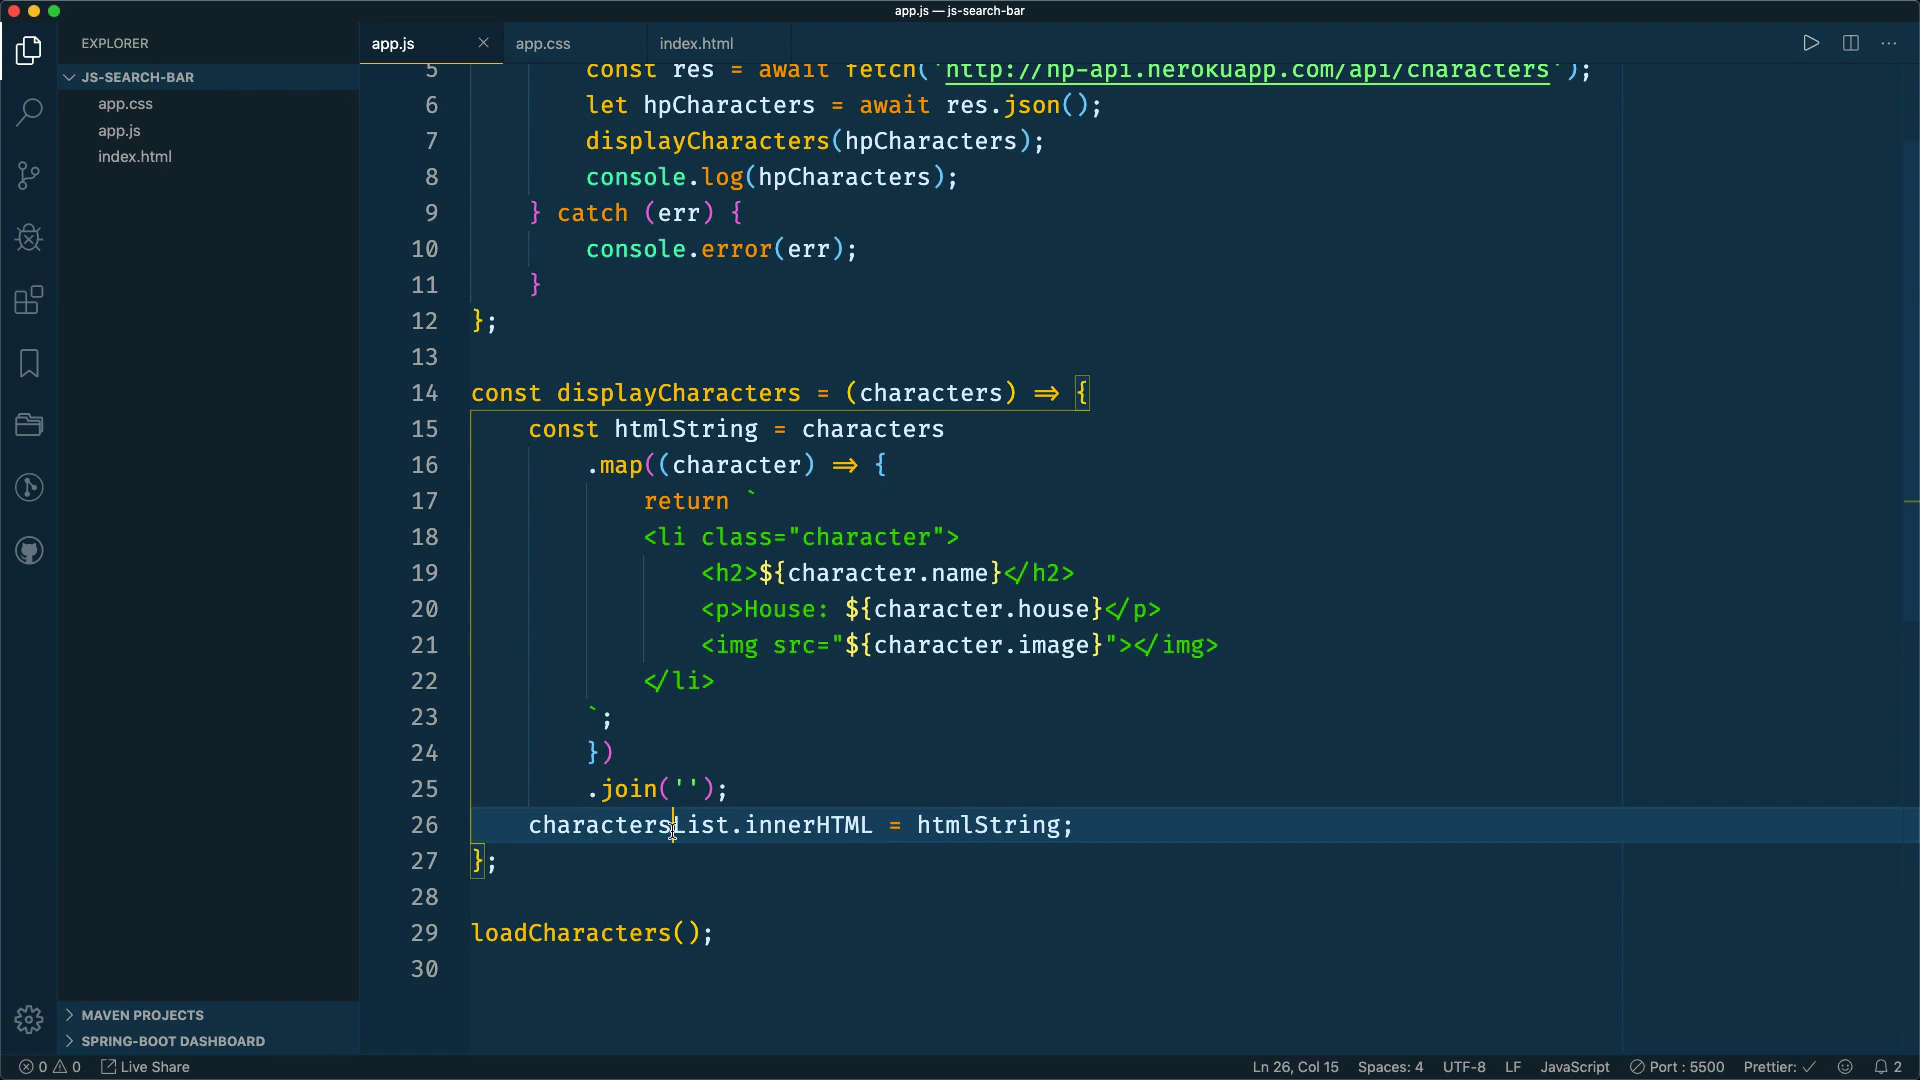 app.js — js-search-bar
EXPLORER
JS-SEARCH-BAR
app.css
app.js
index.html
MAVEN PROJECTS
SPRING-BOOT DASHBOARD
app.js
app.css
index.html
5 const res = await fetch('http://hp-api.herokuapp.com/api/characters');
6 let hpCharacters = await res.json();
7 displayCharacters(hpCharacters);
8 console.log(hpCharacters);
9 } catch (err) {
10 console.error(err);
11 }
12 };
13
14 const displayCharacters = (characters) => {
15 const htmlString = characters
16 .map((character) => {
17 return `
18 <li class="character">
19 <h2>${character.name}</h2>
20 <p>House: ${character.house}</p>
21 <img src="${character.image}"></img>
22 </li>
23 `;
24 })
25 .join('');
26 charactersList.innerHTML = htmlString;
27 };
28
29 loadCharacters();
30
0 0 Live Share Ln 26, Col 15 Spaces: 4 UTF-8 LF JavaScript Port : 5500 Prettier: ✓ 2